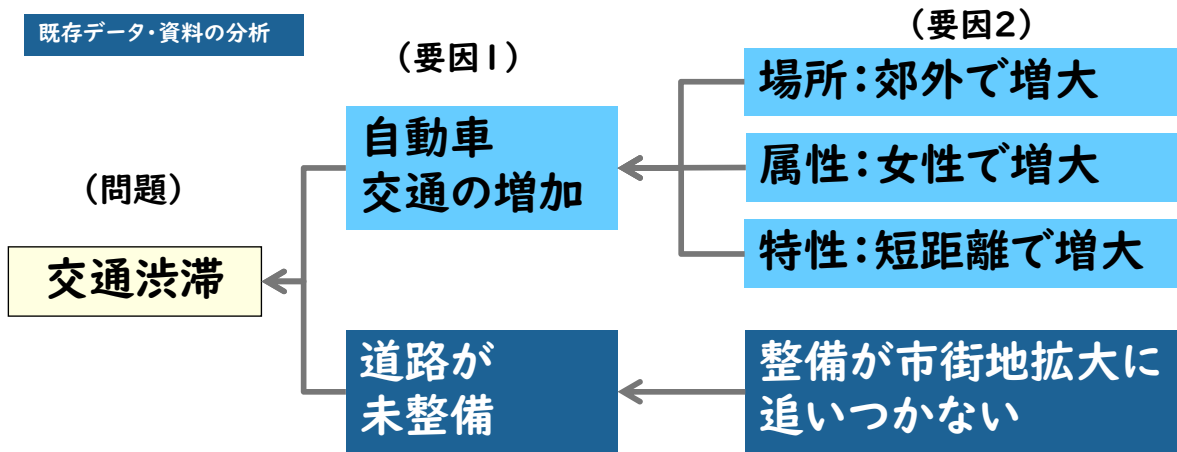 既存データ・資料の分析
(要因1)
(要因2)
(問題)
交通渋滞
自動車
交通の増加
場所:郊外で増大
属性:女性で増大
特性:短距離で増大
道路が
未整備
整備が市街地拡大に
追いつかない